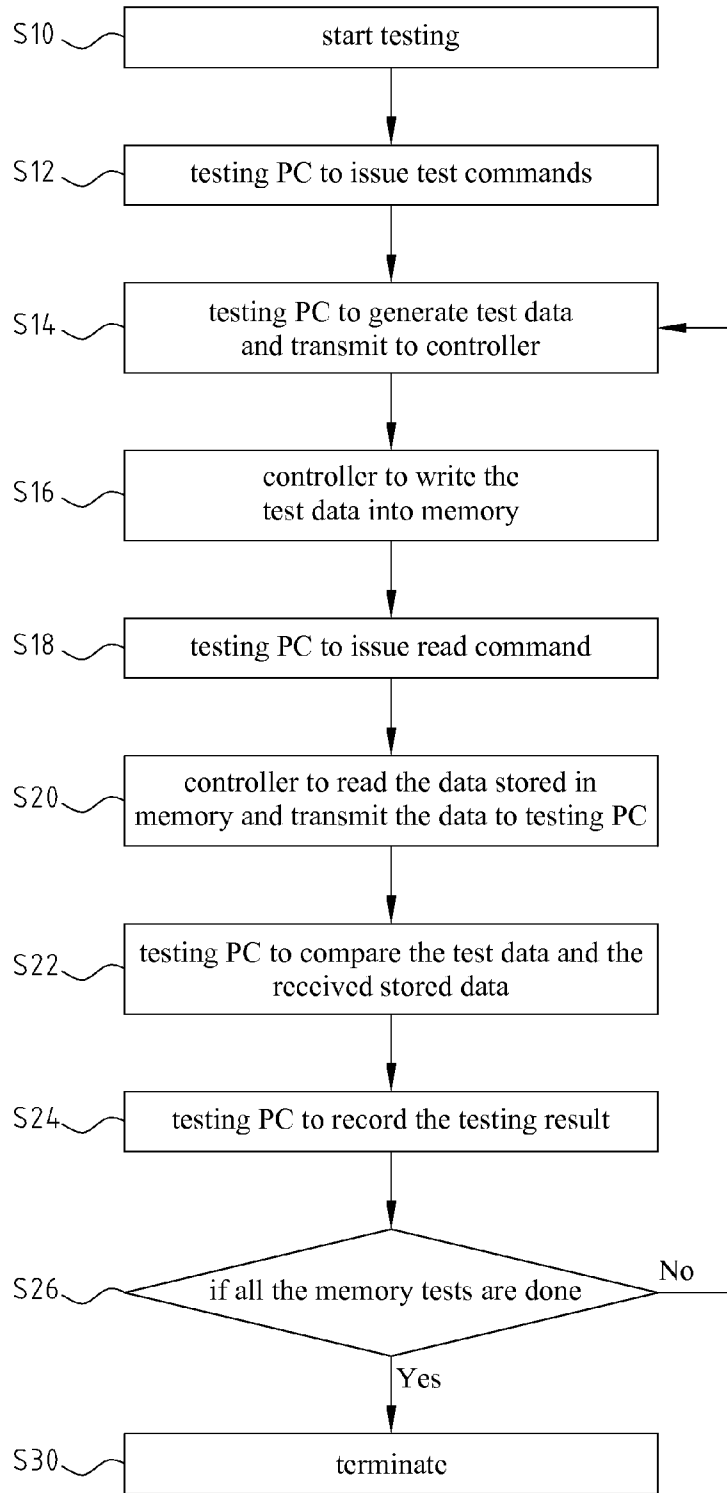 S10
start testing
S12
testing PC to issue test commands
S14
testing PC to generate test data
and transmit to controller
S16
controller to write the
test data into memory
S18
testing PC to issue read command
S20
controller to read the data stored in
memory and transmit the data to testing PC
S22
testing PC to compare the test data and the
received stored data
S24
testing PC to record the testing result
S26
if all the memory tests are done
No
Yes
S30
terminate